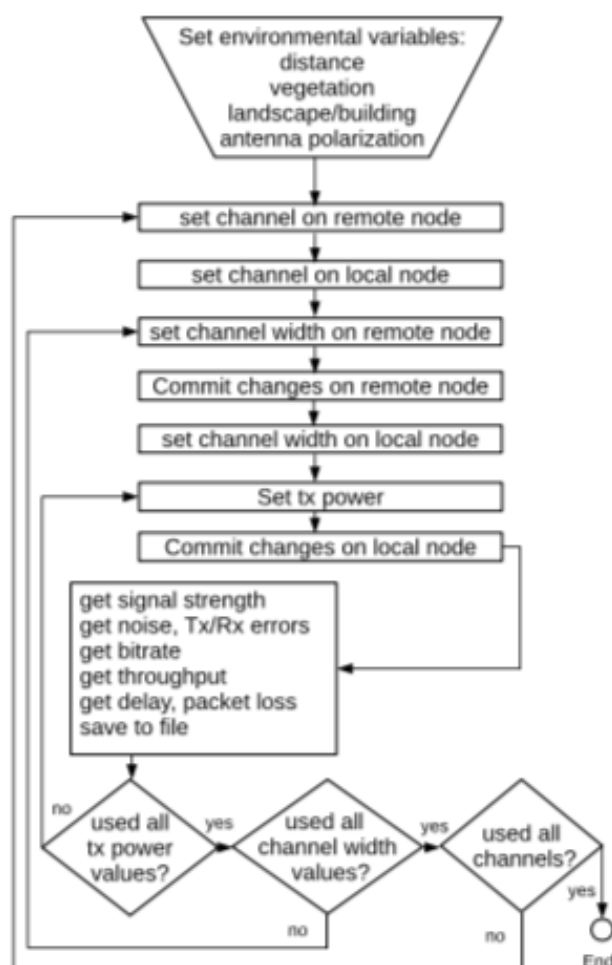 Set environmental variables:
distance
vegetation
landscape/building
antenna polarization
set channel on remote node
set channel on local node
set channel width on remote node
Commit changes on remote node
set channel width on local node
Set tx power
Commit changes on local node
get signal strength
get noise, Tx/Rx errors
get bitrate
get throughput
get delay, packet loss
save to file
no
used all
tx power
values?
yes
used all
channel width
values?
yes
used all
channels?
yes
no
no
End